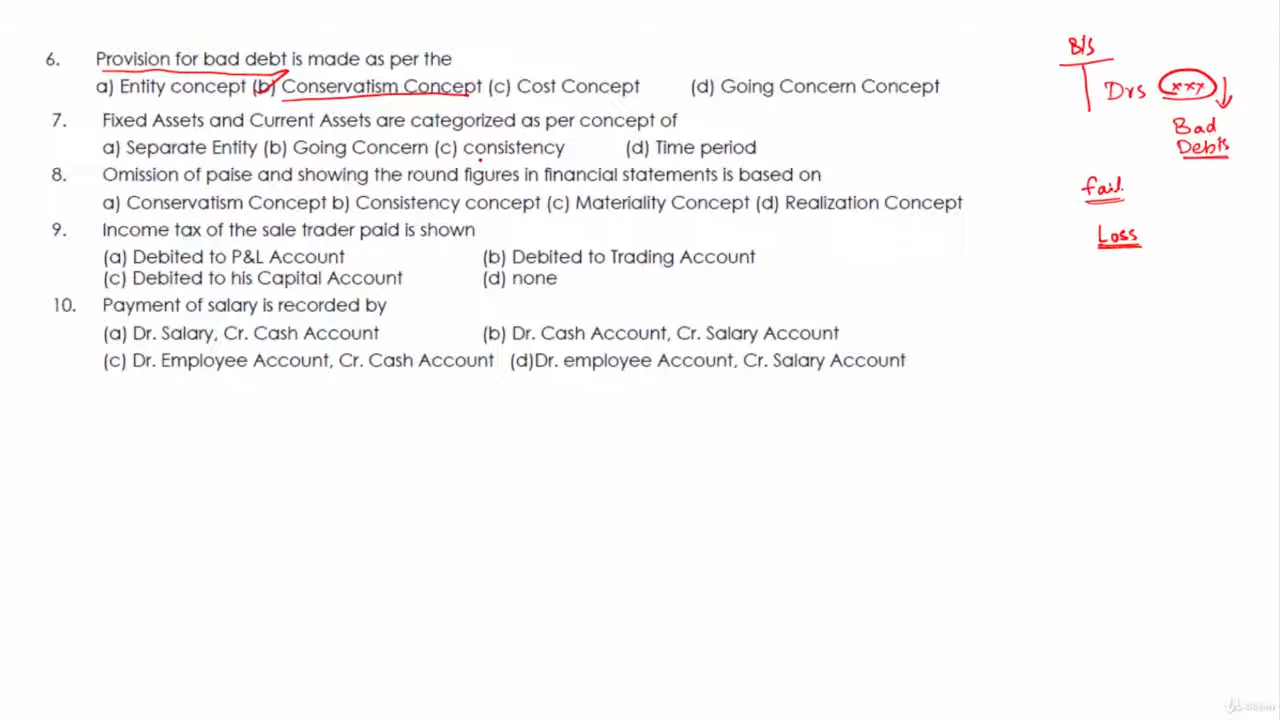 6. Provision for bad debt is made as per the
a) Entity concept (b) Conservatism Concept (c) Cost Concept (d) Going Concern Concept
7. Fixed Assets and Current Assets are categorized as per concept of
a) Separate Entity (b) Going Concern (c) consistency (d) Time period
8. Omission of paise and showing the round figures in financial statements is based on
a) Conservatism Concept b) Consistency concept (c) Materiality Concept (d) Realization Concept
9. Income tax of the sale trader paid is shown
(a) Debited to P&L Account (b) Debited to Trading Account
(c) Debited to his Capital Account (d) none
10. Payment of salary is recorded by
(a) Dr. Salary, Cr. Cash Account (b) Dr. Cash Account, Cr. Salary Account
(c) Dr. Employee Account, Cr. Cash Account (d)Dr. employee Account, Cr. Salary Account
B/S
Drs xxx
Bad
Debts
fail
Loss